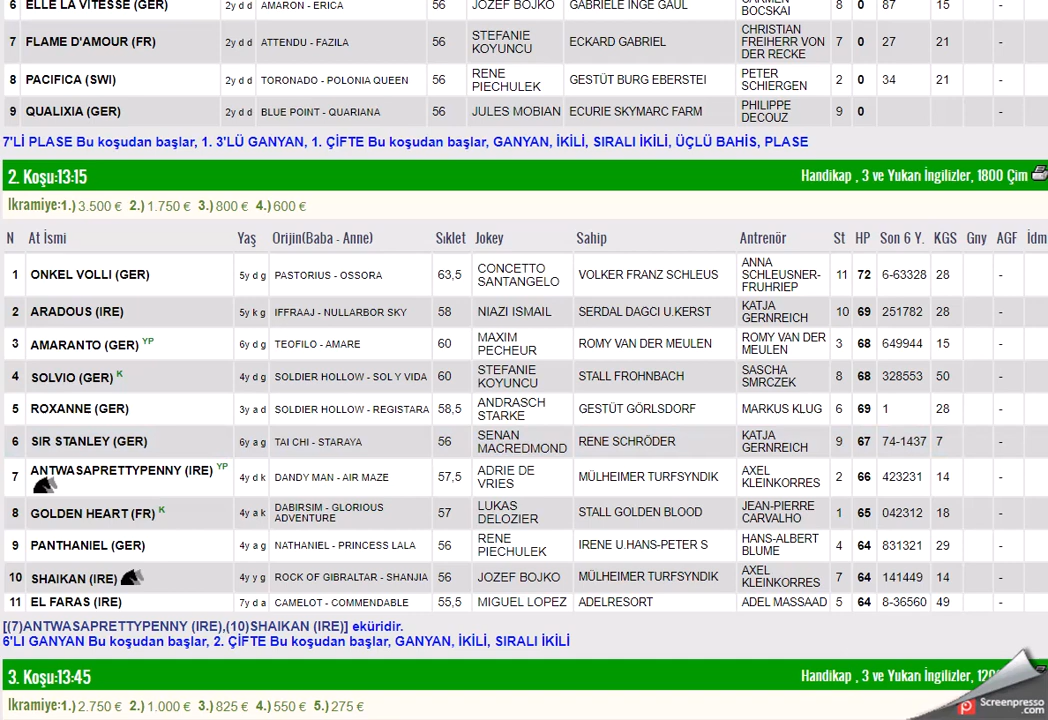 6 ELLE LA VITESSE (GER) 2y d d AMARON - ERICA 56 JOZEF BOJKO GABRIELE INGE GAUL CARMEN BOCSKAI 8 0 87 15 -
7 FLAME D'AMOUR (FR) 2y d d ATTENDU - FAZILA 56 STEFANIE KOYUNCU ECKARD GABRIEL CHRISTIAN FREIHERR VON DER RECKE 7 0 27 21 -
8 PACIFICA (SWI) 2y d d TORONADO - POLONIA QUEEN 56 RENE PIECHULEK GESTÜT BURG EBERSTEI PETER SCHIERGEN 2 0 34 21 -
9 QUALIXIA (GER) 2y d d BLUE POINT - QUARIANA 56 JULES MOBIAN ECURIE SKYMARC FARM PHILIPPE DECOUZ 9 0 -
7'Lİ PLASE Bu koşudan başlar, 1. 3'LÜ GANYAN, 1. ÇİFTE Bu koşudan başlar, GANYAN, İKİLİ, SIRALI İKİLİ, ÜÇLÜ BAHİS, PLASE
2. Koşu:13:15 Handikap , 3 ve Yukarı İngilizler, 1800 Çim
İkramiye:1.) 3.500 € 2.) 1.750 € 3.) 800 € 4.) 600 €
N At İsmi Yaş Orijin(Baba - Anne) Sıklet Jokey Sahip Antrenör St HP Son 6 Y. KGS Gny AGF İdm
1 ONKEL VOLLI (GER) 5y d g PASTORIUS - OSSORA 63,5 CONCETTO SANTANGELO VOLKER FRANZ SCHLEUS ANNA SCHLEUSNER-FRUHRIEP 11 72 6-63328 28 -
2 ARADOUS (IRE) 5y k g IFFRAAJ - NULLARBOR SKY 58 NIAZI ISMAIL SERDAL DAGCI U.KERST KATJA GERNREICH 10 69 251782 28 -
3 AMARANTO (GER) YP 6y d g TEOFILO - AMARE 60 MAXIM PECHEUR ROMY VAN DER MEULEN ROMY VAN DER MEULEN 3 68 649944 15 -
4 SOLVIO (GER) K 4y d g SOLDIER HOLLOW - SOL Y VIDA 60 STEFANIE KOYUNCU STALL FROHNBACH SASCHA SMRCZEK 8 68 328553 50 -
5 ROXANNE (GER) 3y a d SOLDIER HOLLOW - REGISTARA 58,5 ANDRASCH STARKE GESTÜT GÖRLSDORF MARKUS KLUG 6 69 1 28 -
6 SIR STANLEY (GER) 6y a g TAI CHI - STARAYA 56 SENAN MACREDMOND RENE SCHRÖDER KATJA GERNREICH 9 67 74-1437 7 -
7 ANTWASAPRETTYPENNY (IRE) YP 4y d k DANDY MAN - AIR MAZE 57,5 ADRIE DE VRIES MÜLHEIMER TURFSYNDIK AXEL KLEINKORRES 2 66 423231 14 -
8 GOLDEN HEART (FR) K 4y a k DABIRSIM - GLORIOUS ADVENTURE 57 LUKAS DELOZIER STALL GOLDEN BLOOD JEAN-PIERRE CARVALHO 1 65 042312 18 -
9 PANTHANIEL (GER) 4y a g NATHANIEL - PRINCESS LALA 56 RENE PIECHULEK IRENE U.HANS-PETER S HANS-ALBERT BLUME 4 64 831321 29 -
10 SHAIKAN (IRE) 4y y g ROCK OF GIBRALTAR - SHANJIA 56 JOZEF BOJKO MÜLHEIMER TURFSYNDIK AXEL KLEINKORRES 7 64 141449 14 -
11 EL FARAS (IRE) 7y d a CAMELOT - COMMENDABLE 55,5 MIGUEL LOPEZ ADELRESORT ADEL MASSAAD 5 64 8-36560 49 -
[(7)ANTWASAPRETTYPENNY (IRE),(10)SHAIKAN (IRE)] eküridir.
6'LI GANYAN Bu koşudan başlar, 2. ÇİFTE Bu koşudan başlar, GANYAN, İKİLİ, SIRALI İKİLİ
3. Koşu:13:45 Handikap , 3 ve Yukarı İngilizler,
İkramiye:1.) 2.750 € 2.) 1.000 € 3.) 825 € 4.) 550 € 5.) 275 €
Screenpresso
.com